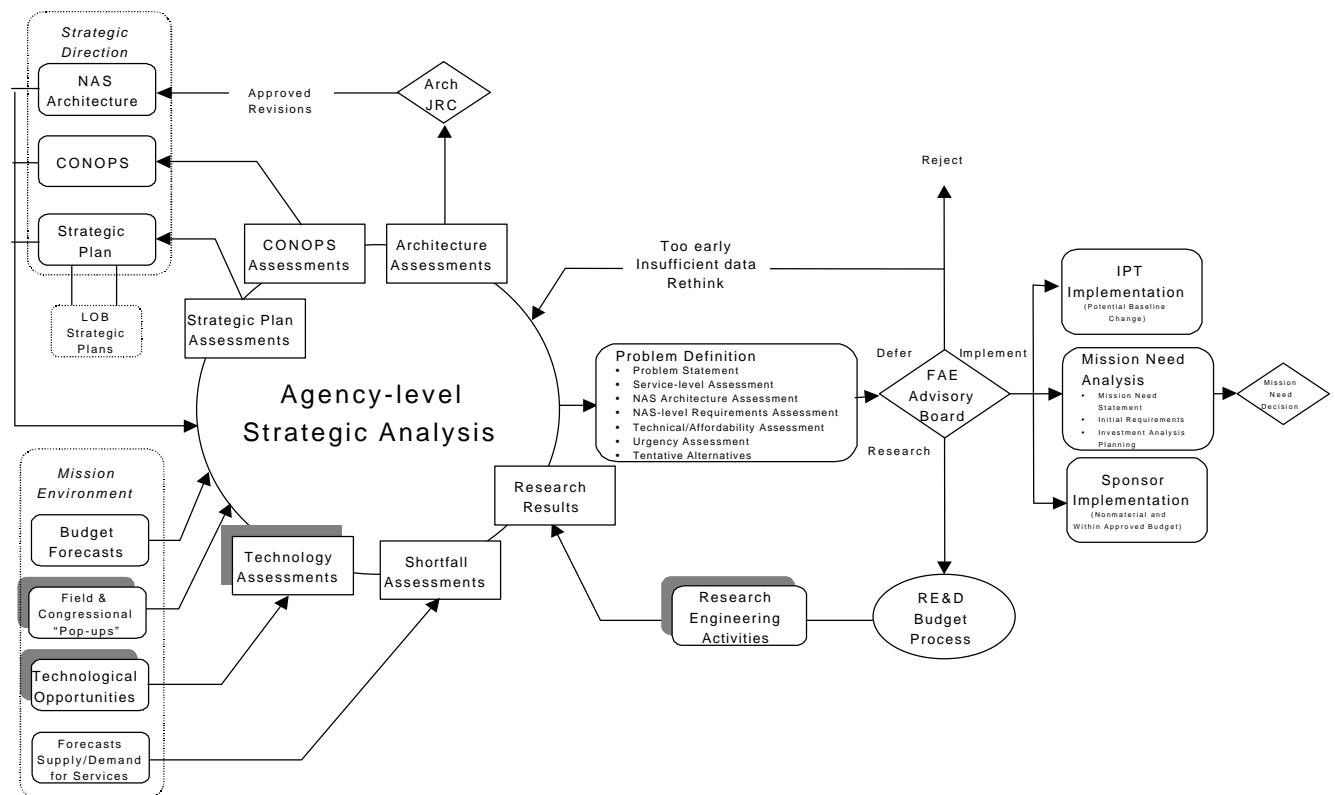 Strategic
Direction
NAS
Architecture
CONOPS
Strategic
Plan
LOB
Strategic
Plans
Approved
Revisions
Arch
JRC
CONOPS
Assessments
Architecture
Assessments
Strategic Plan
Assessments
Agency-level
Strategic Analysis
Mission
Environment
Budget
Forecasts
Field &
Congressional
“Pop-ups”
Technological
Opportunities
Forecasts
Supply/Demand
for Services
Technology
Assessments
Shortfall
Assessments
Research
Results
Too early
Insufficient data
Rethink
Reject
Problem Definition
• Problem Statement
• Service-level Assessment
• NAS Architecture Assessment
• NAS-level Requirements Assessment
• Technical/Affordability Assessment
• Urgency Assessment
• Tentative Alternatives
Defer
Implement
FAE
Advisory
Board
Research
IPT
Implementation
(Potential Baseline
Change)
Mission Need
Analysis
• Mission Need
Statement
• Initial Requirements
• Investment Analysis
Planning
Mission
Need
Decision
Sponsor
Implementation
(Nonmaterial and
Within Approved Budget)
Research
Engineering
Activities
RE&D
Budget
Process